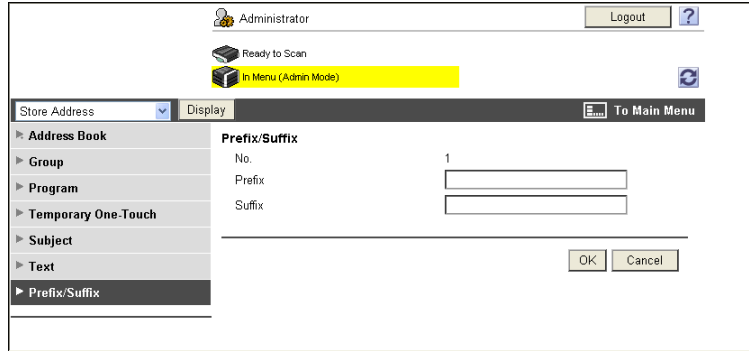 Administrator
Logout
?
Ready to Scan
In Menu (Admin Mode)
Store Address
Display
To Main Menu
Address Book
Group
Program
Temporary One-Touch
Subject
Text
Prefix/Suffix
Prefix/Suffix
No. 1
Prefix
Suffix
OK Cancel